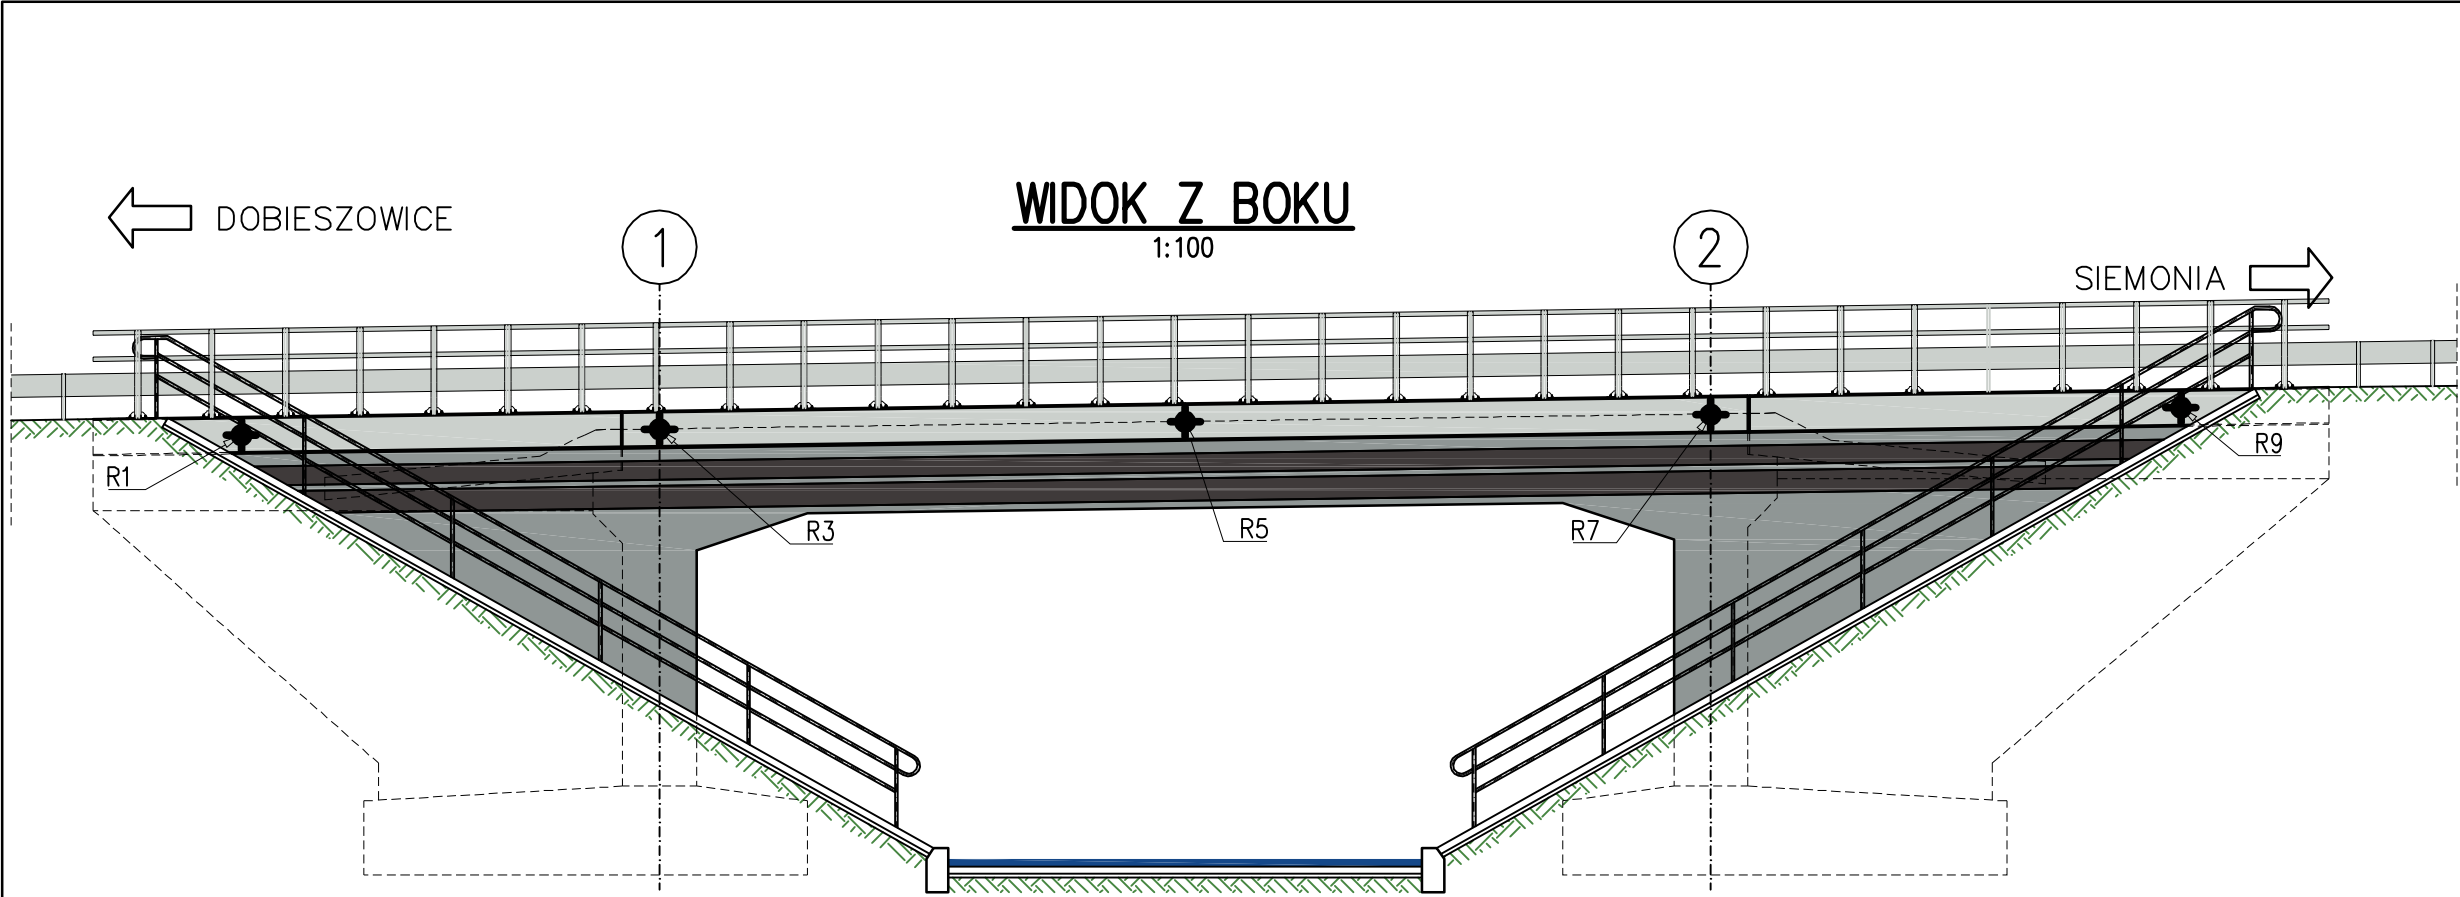 WIDOK Z BOKU
1:100
DOBIESZOWICE
1
2
SIEMONIA
R1
R3
R5
R7
R9